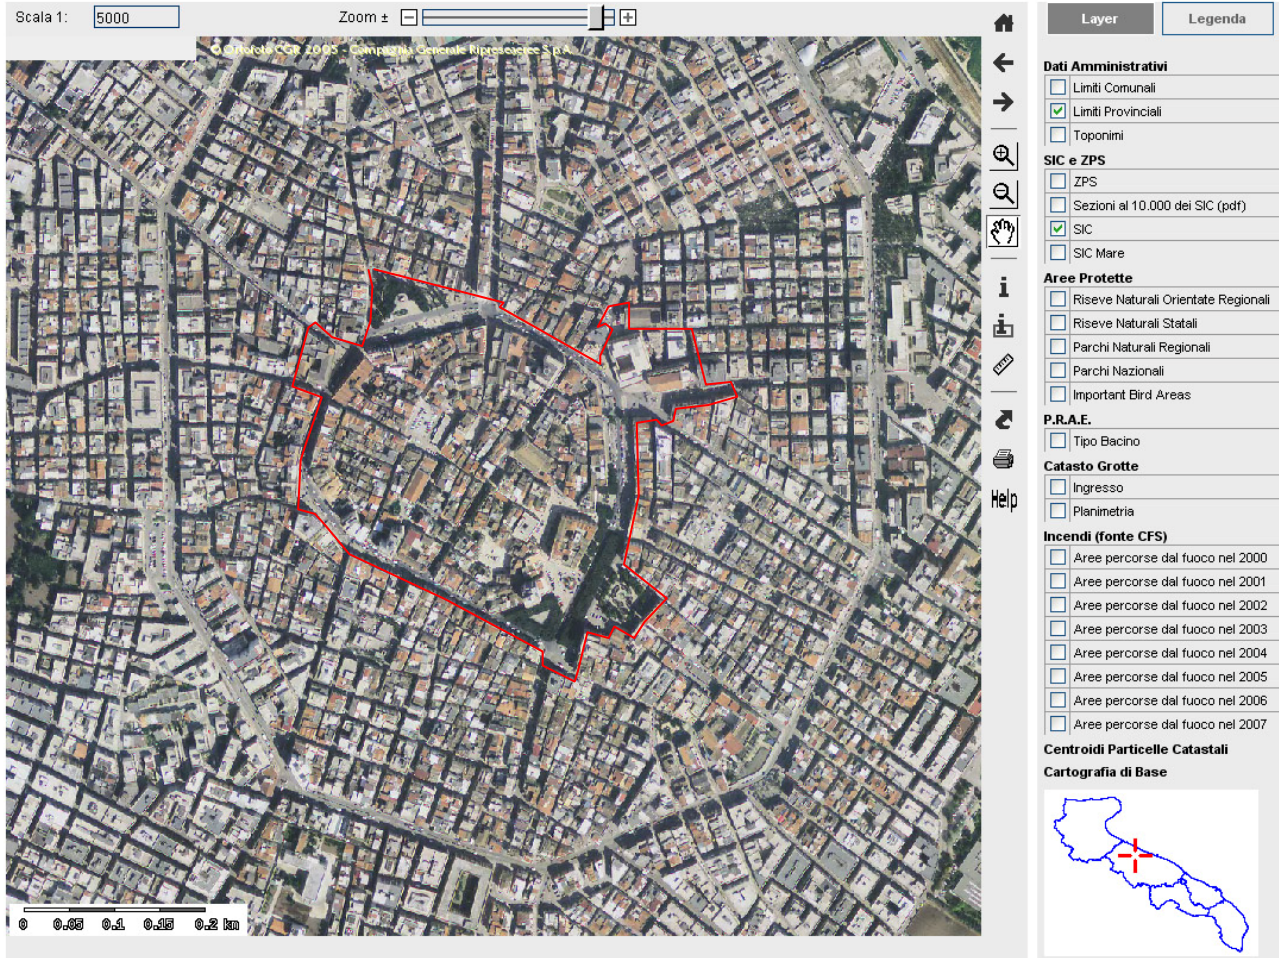 Scala 1: 5000 Zoom ±
© Ortofoto CGR 2005 - Compagnia Generale Ripreseaeree S.p.A.
Layer Legenda
Dati Amministrativi
Limiti Comunali
Limiti Provinciali
Toponimi
SIC e ZPS
ZPS
Sezioni al 10.000 dei SIC (pdf)
SIC
SIC Mare
Aree Protette
Riseve Naturali Orientate Regionali
Riseve Naturali Statali
Parchi Naturali Regionali
Parchi Nazionali
Important Bird Areas
P.R.A.E.
Tipo Bacino
Catasto Grotte
Ingresso
Planimetria
Incendi (fonte CFS)
Aree percorse dal fuoco nel 2000
Aree percorse dal fuoco nel 2001
Aree percorse dal fuoco nel 2002
Aree percorse dal fuoco nel 2003
Aree percorse dal fuoco nel 2004
Aree percorse dal fuoco nel 2005
Aree percorse dal fuoco nel 2006
Aree percorse dal fuoco nel 2007
Centroidi Particelle Catastali
Cartografia di Base
Help
0 0.05 0.1 0.15 0.2 km